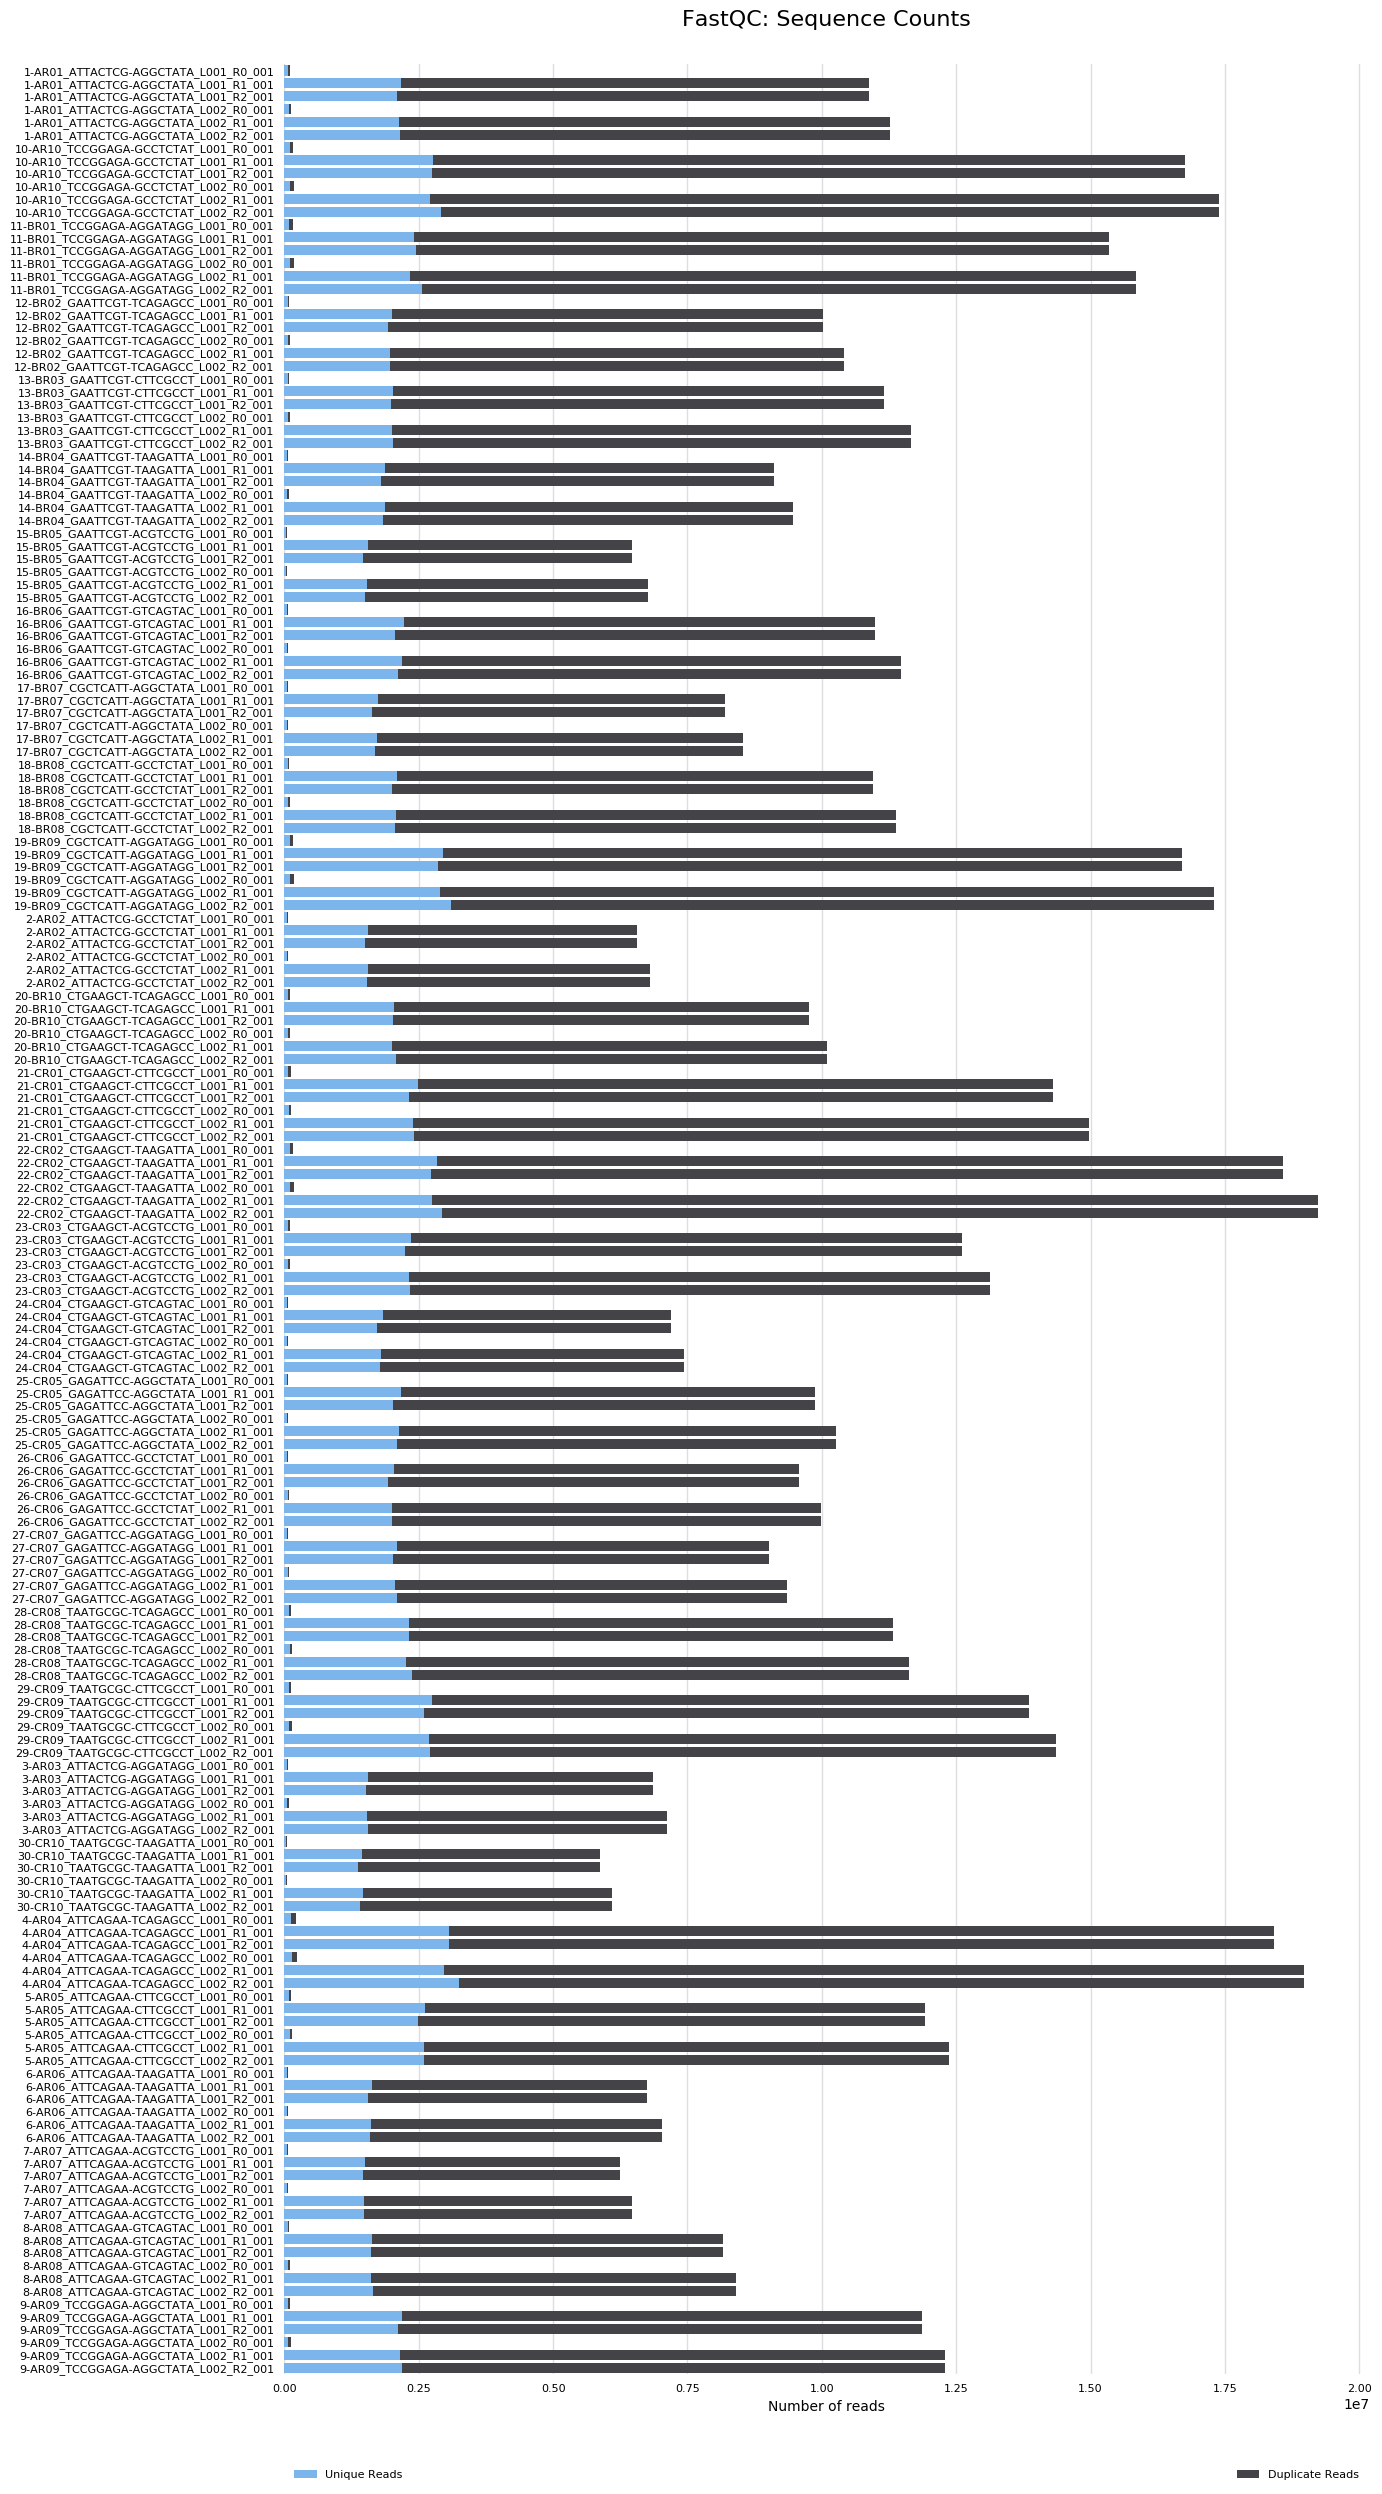 FastQC: Sequence Counts
1-AR01_ATTACTCG-AGGCTATA_L001_R0_001
1-AR01_ATTACTCG-AGGCTATA_L001_R1_001
1-AR01_ATTACTCG-AGGCTATA_L001_R2_001
1-AR01_ATTACTCG-AGGCTATA_L002_R0_001
1-AR01_ATTACTCG-AGGCTATA_L002_R1_001
1-AR01_ATTACTCG-AGGCTATA_L002_R2_001
10-AR10_TCCGGAGA-GCCTCTAT_L001_R0_001
10-AR10_TCCGGAGA-GCCTCTAT_L001_R1_001
10-AR10_TCCGGAGA-GCCTCTAT_L001_R2_001
10-AR10_TCCGGAGA-GCCTCTAT_L002_R0_001
10-AR10_TCCGGAGA-GCCTCTAT_L002_R1_001
10-AR10_TCCGGAGA-GCCTCTAT_L002_R2_001
11-BR01_TCCGGAGA-AGGATAGG_L001_R0_001
11-BR01_TCCGGAGA-AGGATAGG_L001_R1_001
11-BR01_TCCGGAGA-AGGATAGG_L001_R2_001
11-BR01_TCCGGAGA-AGGATAGG_L002_R0_001
11-BR01_TCCGGAGA-AGGATAGG_L002_R1_001
11-BR01_TCCGGAGA-AGGATAGG_L002_R2_001
12-BR02_GAATTCGT-TCAGAGCC_L001_R0_001
12-BR02_GAATTCGT-TCAGAGCC_L001_R1_001
12-BR02_GAATTCGT-TCAGAGCC_L001_R2_001
12-BR02_GAATTCGT-TCAGAGCC_L002_R0_001
12-BR02_GAATTCGT-TCAGAGCC_L002_R1_001
12-BR02_GAATTCGT-TCAGAGCC_L002_R2_001
13-BR03_GAATTCGT-CTTCGCCT_L001_R0_001
13-BR03_GAATTCGT-CTTCGCCT_L001_R1_001
13-BR03_GAATTCGT-CTTCGCCT_L001_R2_001
13-BR03_GAATTCGT-CTTCGCCT_L002_R0_001
13-BR03_GAATTCGT-CTTCGCCT_L002_R1_001
13-BR03_GAATTCGT-CTTCGCCT_L002_R2_001
14-BR04_GAATTCGT-TAAGATTA_L001_R0_001
14-BR04_GAATTCGT-TAAGATTA_L001_R1_001
14-BR04_GAATTCGT-TAAGATTA_L001_R2_001
14-BR04_GAATTCGT-TAAGATTA_L002_R0_001
14-BR04_GAATTCGT-TAAGATTA_L002_R1_001
14-BR04_GAATTCGT-TAAGATTA_L002_R2_001
15-BR05_GAATTCGT-ACGTCCTG_L001_R0_001
15-BR05_GAATTCGT-ACGTCCTG_L001_R1_001
15-BR05_GAATTCGT-ACGTCCTG_L001_R2_001
15-BR05_GAATTCGT-ACGTCCTG_L002_R0_001
15-BR05_GAATTCGT-ACGTCCTG_L002_R1_001
15-BR05_GAATTCGT-ACGTCCTG_L002_R2_001
16-BR06_GAATTCGT-GTCAGTAC_L001_R0_001
16-BR06_GAATTCGT-GTCAGTAC_L001_R1_001
16-BR06_GAATTCGT-GTCAGTAC_L001_R2_001
16-BR06_GAATTCGT-GTCAGTAC_L002_R0_001
16-BR06_GAATTCGT-GTCAGTAC_L002_R1_001
16-BR06_GAATTCGT-GTCAGTAC_L002_R2_001
17-BR07_CGCTCATT-AGGCTATA_L001_R0_001
17-BR07_CGCTCATT-AGGCTATA_L001_R1_001
17-BR07_CGCTCATT-AGGCTATA_L001_R2_001
17-BR07_CGCTCATT-AGGCTATA_L002_R0_001
17-BR07_CGCTCATT-AGGCTATA_L002_R1_001
17-BR07_CGCTCATT-AGGCTATA_L002_R2_001
18-BR08_CGCTCATT-GCCTCTAT_L001_R0_001
18-BR08_CGCTCATT-GCCTCTAT_L001_R1_001
18-BR08_CGCTCATT-GCCTCTAT_L001_R2_001
18-BR08_CGCTCATT-GCCTCTAT_L002_R0_001
18-BR08_CGCTCATT-GCCTCTAT_L002_R1_001
18-BR08_CGCTCATT-GCCTCTAT_L002_R2_001
19-BR09_CGCTCATT-AGGATAGG_L001_R0_001
19-BR09_CGCTCATT-AGGATAGG_L001_R1_001
19-BR09_CGCTCATT-AGGATAGG_L001_R2_001
19-BR09_CGCTCATT-AGGATAGG_L002_R0_001
19-BR09_CGCTCATT-AGGATAGG_L002_R1_001
19-BR09_CGCTCATT-AGGATAGG_L002_R2_001
2-AR02_ATTACTCG-GCCTCTAT_L001_R0_001
2-AR02_ATTACTCG-GCCTCTAT_L001_R1_001
2-AR02_ATTACTCG-GCCTCTAT_L001_R2_001
2-AR02_ATTACTCG-GCCTCTAT_L002_R0_001
2-AR02_ATTACTCG-GCCTCTAT_L002_R1_001
2-AR02_ATTACTCG-GCCTCTAT_L002_R2_001
20-BR10_CTGAAGCT-TCAGAGCC_L001_R0_001
20-BR10_CTGAAGCT-TCAGAGCC_L001_R1_001
20-BR10_CTGAAGCT-TCAGAGCC_L001_R2_001
20-BR10_CTGAAGCT-TCAGAGCC_L002_R0_001
20-BR10_CTGAAGCT-TCAGAGCC_L002_R1_001
20-BR10_CTGAAGCT-TCAGAGCC_L002_R2_001
21-CR01_CTGAAGCT-CTTCGCCT_L001_R0_001
21-CR01_CTGAAGCT-CTTCGCCT_L001_R1_001
21-CR01_CTGAAGCT-CTTCGCCT_L001_R2_001
21-CR01_CTGAAGCT-CTTCGCCT_L002_R0_001
21-CR01_CTGAAGCT-CTTCGCCT_L002_R1_001
21-CR01_CTGAAGCT-CTTCGCCT_L002_R2_001
22-CR02_CTGAAGCT-TAAGATTA_L001_R0_001
22-CR02_CTGAAGCT-TAAGATTA_L001_R1_001
22-CR02_CTGAAGCT-TAAGATTA_L001_R2_001
22-CR02_CTGAAGCT-TAAGATTA_L002_R0_001
22-CR02_CTGAAGCT-TAAGATTA_L002_R1_001
22-CR02_CTGAAGCT-TAAGATTA_L002_R2_001
23-CR03_CTGAAGCT-ACGTCCTG_L001_R0_001
23-CR03_CTGAAGCT-ACGTCCTG_L001_R1_001
23-CR03_CTGAAGCT-ACGTCCTG_L001_R2_001
23-CR03_CTGAAGCT-ACGTCCTG_L002_R0_001
23-CR03_CTGAAGCT-ACGTCCTG_L002_R1_001
23-CR03_CTGAAGCT-ACGTCCTG_L002_R2_001
24-CR04_CTGAAGCT-GTCAGTAC_L001_R0_001
24-CR04_CTGAAGCT-GTCAGTAC_L001_R1_001
24-CR04_CTGAAGCT-GTCAGTAC_L001_R2_001
24-CR04_CTGAAGCT-GTCAGTAC_L002_R0_001
24-CR04_CTGAAGCT-GTCAGTAC_L002_R1_001
24-CR04_CTGAAGCT-GTCAGTAC_L002_R2_001
25-CR05_GAGATTCC-AGGCTATA_L001_R0_001
25-CR05_GAGATTCC-AGGCTATA_L001_R1_001
25-CR05_GAGATTCC-AGGCTATA_L001_R2_001
25-CR05_GAGATTCC-AGGCTATA_L002_R0_001
25-CR05_GAGATTCC-AGGCTATA_L002_R1_001
25-CR05_GAGATTCC-AGGCTATA_L002_R2_001
26-CR06_GAGATTCC-GCCTCTAT_L001_R0_001
26-CR06_GAGATTCC-GCCTCTAT_L001_R1_001
26-CR06_GAGATTCC-GCCTCTAT_L001_R2_001
26-CR06_GAGATTCC-GCCTCTAT_L002_R0_001
26-CR06_GAGATTCC-GCCTCTAT_L002_R1_001
26-CR06_GAGATTCC-GCCTCTAT_L002_R2_001
27-CR07_GAGATTCC-AGGATAGG_L001_R0_001
27-CR07_GAGATTCC-AGGATAGG_L001_R1_001
27-CR07_GAGATTCC-AGGATAGG_L001_R2_001
27-CR07_GAGATTCC-AGGATAGG_L002_R0_001
27-CR07_GAGATTCC-AGGATAGG_L002_R1_001
27-CR07_GAGATTCC-AGGATAGG_L002_R2_001
28-CR08_TAATGCGC-TCAGAGCC_L001_R0_001
28-CR08_TAATGCGC-TCAGAGCC_L001_R1_001
28-CR08_TAATGCGC-TCAGAGCC_L001_R2_001
28-CR08_TAATGCGC-TCAGAGCC_L002_R0_001
28-CR08_TAATGCGC-TCAGAGCC_L002_R1_001
28-CR08_TAATGCGC-TCAGAGCC_L002_R2_001
29-CR09_TAATGCGC-CTTCGCCT_L001_R0_001
29-CR09_TAATGCGC-CTTCGCCT_L001_R1_001
29-CR09_TAATGCGC-CTTCGCCT_L001_R2_001
29-CR09_TAATGCGC-CTTCGCCT_L002_R0_001
29-CR09_TAATGCGC-CTTCGCCT_L002_R1_001
29-CR09_TAATGCGC-CTTCGCCT_L002_R2_001
3-AR03_ATTACTCG-AGGATAGG_L001_R0_001
3-AR03_ATTACTCG-AGGATAGG_L001_R1_001
3-AR03_ATTACTCG-AGGATAGG_L001_R2_001
3-AR03_ATTACTCG-AGGATAGG_L002_R0_001
3-AR03_ATTACTCG-AGGATAGG_L002_R1_001
3-AR03_ATTACTCG-AGGATAGG_L002_R2_001
30-CR10_TAATGCGC-TAAGATTA_L001_R0_001
30-CR10_TAATGCGC-TAAGATTA_L001_R1_001
30-CR10_TAATGCGC-TAAGATTA_L001_R2_001
30-CR10_TAATGCGC-TAAGATTA_L002_R0_001
30-CR10_TAATGCGC-TAAGATTA_L002_R1_001
30-CR10_TAATGCGC-TAAGATTA_L002_R2_001
4-AR04_ATTCAGAA-TCAGAGCC_L001_R0_001
4-AR04_ATTCAGAA-TCAGAGCC_L001_R1_001
4-AR04_ATTCAGAA-TCAGAGCC_L001_R2_001
4-AR04_ATTCAGAA-TCAGAGCC_L002_R0_001
4-AR04_ATTCAGAA-TCAGAGCC_L002_R1_001
4-AR04_ATTCAGAA-TCAGAGCC_L002_R2_001
5-AR05_ATTCAGAA-CTTCGCCT_L001_R0_001
5-AR05_ATTCAGAA-CTTCGCCT_L001_R1_001
5-AR05_ATTCAGAA-CTTCGCCT_L001_R2_001
5-AR05_ATTCAGAA-CTTCGCCT_L002_R0_001
5-AR05_ATTCAGAA-CTTCGCCT_L002_R1_001
5-AR05_ATTCAGAA-CTTCGCCT_L002_R2_001
6-AR06_ATTCAGAA-TAAGATTA_L001_R0_001
6-AR06_ATTCAGAA-TAAGATTA_L001_R1_001
6-AR06_ATTCAGAA-TAAGATTA_L001_R2_001
6-AR06_ATTCAGAA-TAAGATTA_L002_R0_001
6-AR06_ATTCAGAA-TAAGATTA_L002_R1_001
6-AR06_ATTCAGAA-TAAGATTA_L002_R2_001
7-AR07_ATTCAGAA-ACGTCCTG_L001_R0_001
7-AR07_ATTCAGAA-ACGTCCTG_L001_R1_001
7-AR07_ATTCAGAA-ACGTCCTG_L001_R2_001
7-AR07_ATTCAGAA-ACGTCCTG_L002_R0_001
7-AR07_ATTCAGAA-ACGTCCTG_L002_R1_001
7-AR07_ATTCAGAA-ACGTCCTG_L002_R2_001
8-AR08_ATTCAGAA-GTCAGTAC_L001_R0_001
8-AR08_ATTCAGAA-GTCAGTAC_L001_R1_001
8-AR08_ATTCAGAA-GTCAGTAC_L001_R2_001
8-AR08_ATTCAGAA-GTCAGTAC_L002_R0_001
8-AR08_ATTCAGAA-GTCAGTAC_L002_R1_001
8-AR08_ATTCAGAA-GTCAGTAC_L002_R2_001
9-AR09_TCCGGAGA-AGGCTATA_L001_R0_001
9-AR09_TCCGGAGA-AGGCTATA_L001_R1_001
9-AR09_TCCGGAGA-AGGCTATA_L001_R2_001
9-AR09_TCCGGAGA-AGGCTATA_L002_R0_001
9-AR09_TCCGGAGA-AGGCTATA_L002_R1_001
9-AR09_TCCGGAGA-AGGCTATA_L002_R2_001
0.00 0.25 0.50 0.75 1.00 1.25 1.50 1.75 2.00
Number of reads 1e7
Unique Reads Duplicate Reads